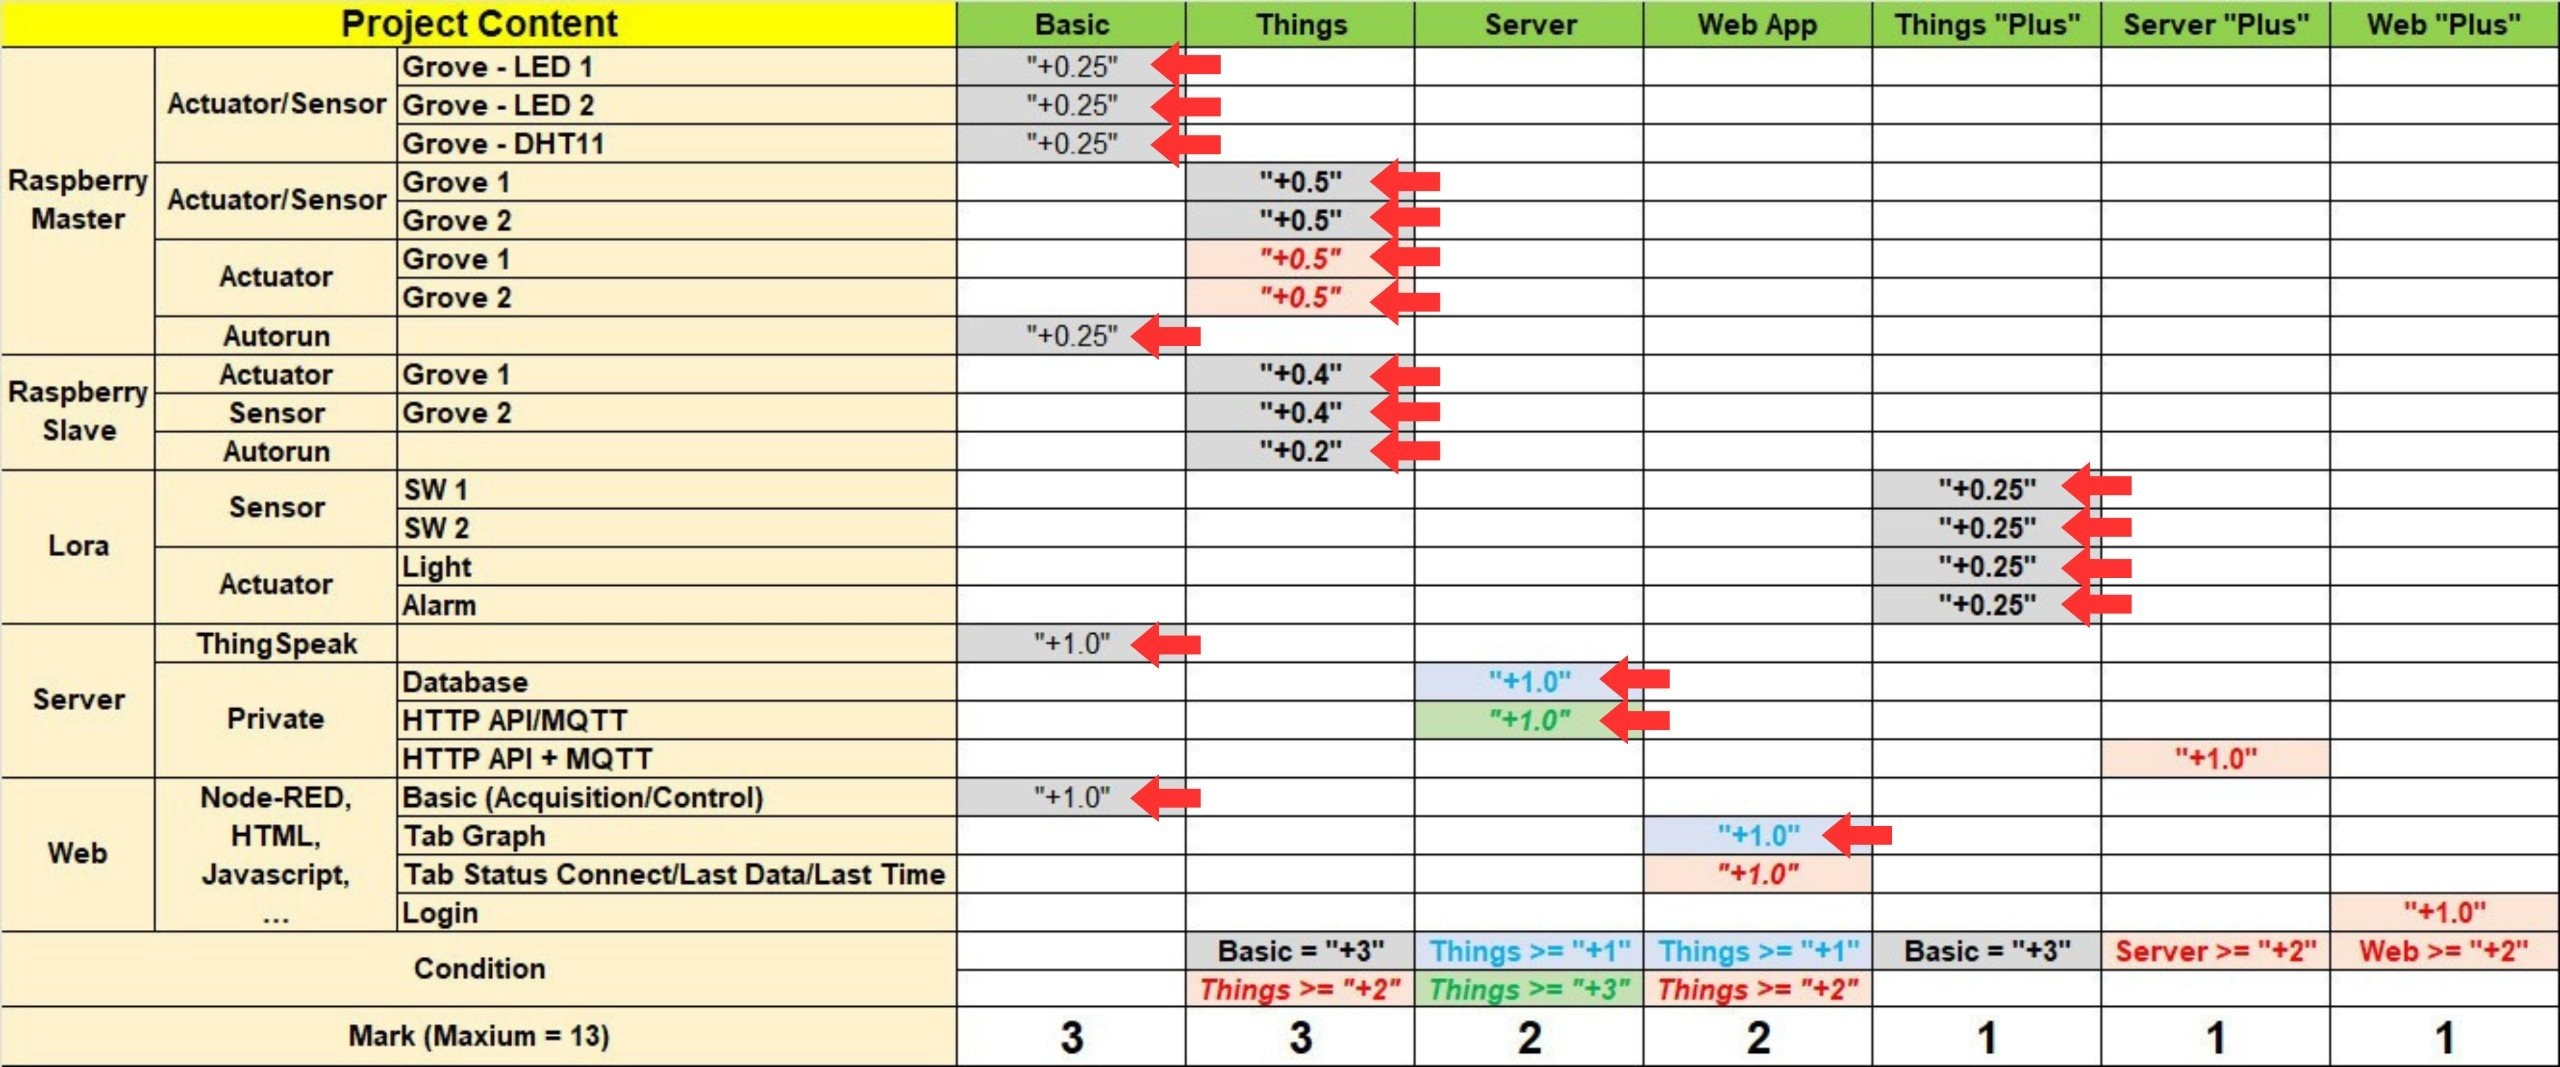 Project Content Basic Things Server Web App Things "Plus" Server "Plus" Web "Plus"
Raspberry Master Actuator/Sensor Grove - LED 1 "+0.25"
Grove - LED 2 "+0.25"
Grove - DHT11 "+0.25"
Actuator/Sensor Grove 1 "+0.5"
Grove 2 "+0.5"
Actuator Grove 1 "+0.5"
Grove 2 "+0.5"
Autorun "+0.25"
Raspberry Slave Actuator Grove 1 "+0.4"
Sensor Grove 2 "+0.4"
Autorun "+0.2"
Lora Sensor SW 1 "+0.25"
SW 2 "+0.25"
Actuator Light "+0.25"
Alarm "+0.25"
Server ThingSpeak "+1.0"
Private Database "+1.0"
HTTP API/MQTT "+1.0"
HTTP API + MQTT "+1.0"
Web Node-RED, HTML, Javascript, ... Basic (Acquisition/Control) "+1.0"
Tab Graph "+1.0"
Tab Status Connect/Last Data/Last Time "+1.0"
Login "+1.0"
Condition Basic = "+3" Things >= "+1" Things >= "+1" Basic = "+3" Server >= "+2" Web >= "+2"
Things >= "+2" Things >= "+3" Things >= "+2"
Mark (Maxium = 13) 3 3 2 2 1 1 1